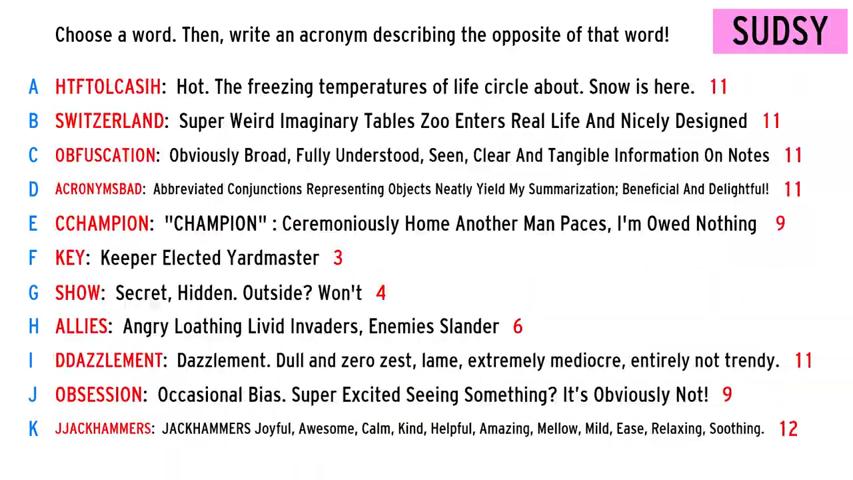 Choose a word. Then, write an acronym describing the opposite of that word!
SUDSY
A HTFTOLCASIH: Hot. The freezing temperatures of life circle about. Snow is here. 11
B SWITZERLAND: Super Weird Imaginary Tables Zoo Enters Real Life And Nicely Designed 11
C OBFUSCATION: Obviously Broad, Fully Understood, Seen, Clear And Tangible Information On Notes 11
D ACRONYMSBAD: Abbreviated Conjunctions Representing Objects Neatly Yield My Summarization; Beneficial And Delightful! 11
E CCHAMPION: "CHAMPION" : Ceremoniously Home Another Man Paces, I'm Owed Nothing 9
F KEY: Keeper Elected Yardmaster 3
G SHOW: Secret, Hidden. Outside? Won't 4
H ALLIES: Angry Loathing Livid Invaders, Enemies Slander 6
I DDAZZLEMENT: Dazzlement. Dull and zero zest, lame, extremely mediocre, entirely not trendy. 11
J OBSESSION: Occasional Bias. Super Excited Seeing Something? It’s Obviously Not! 9
K JJACKHAMMERS: JACKHAMMERS Joyful, Awesome, Calm, Kind, Helpful, Amazing, Mellow, Mild, Ease, Relaxing, Soothing. 12